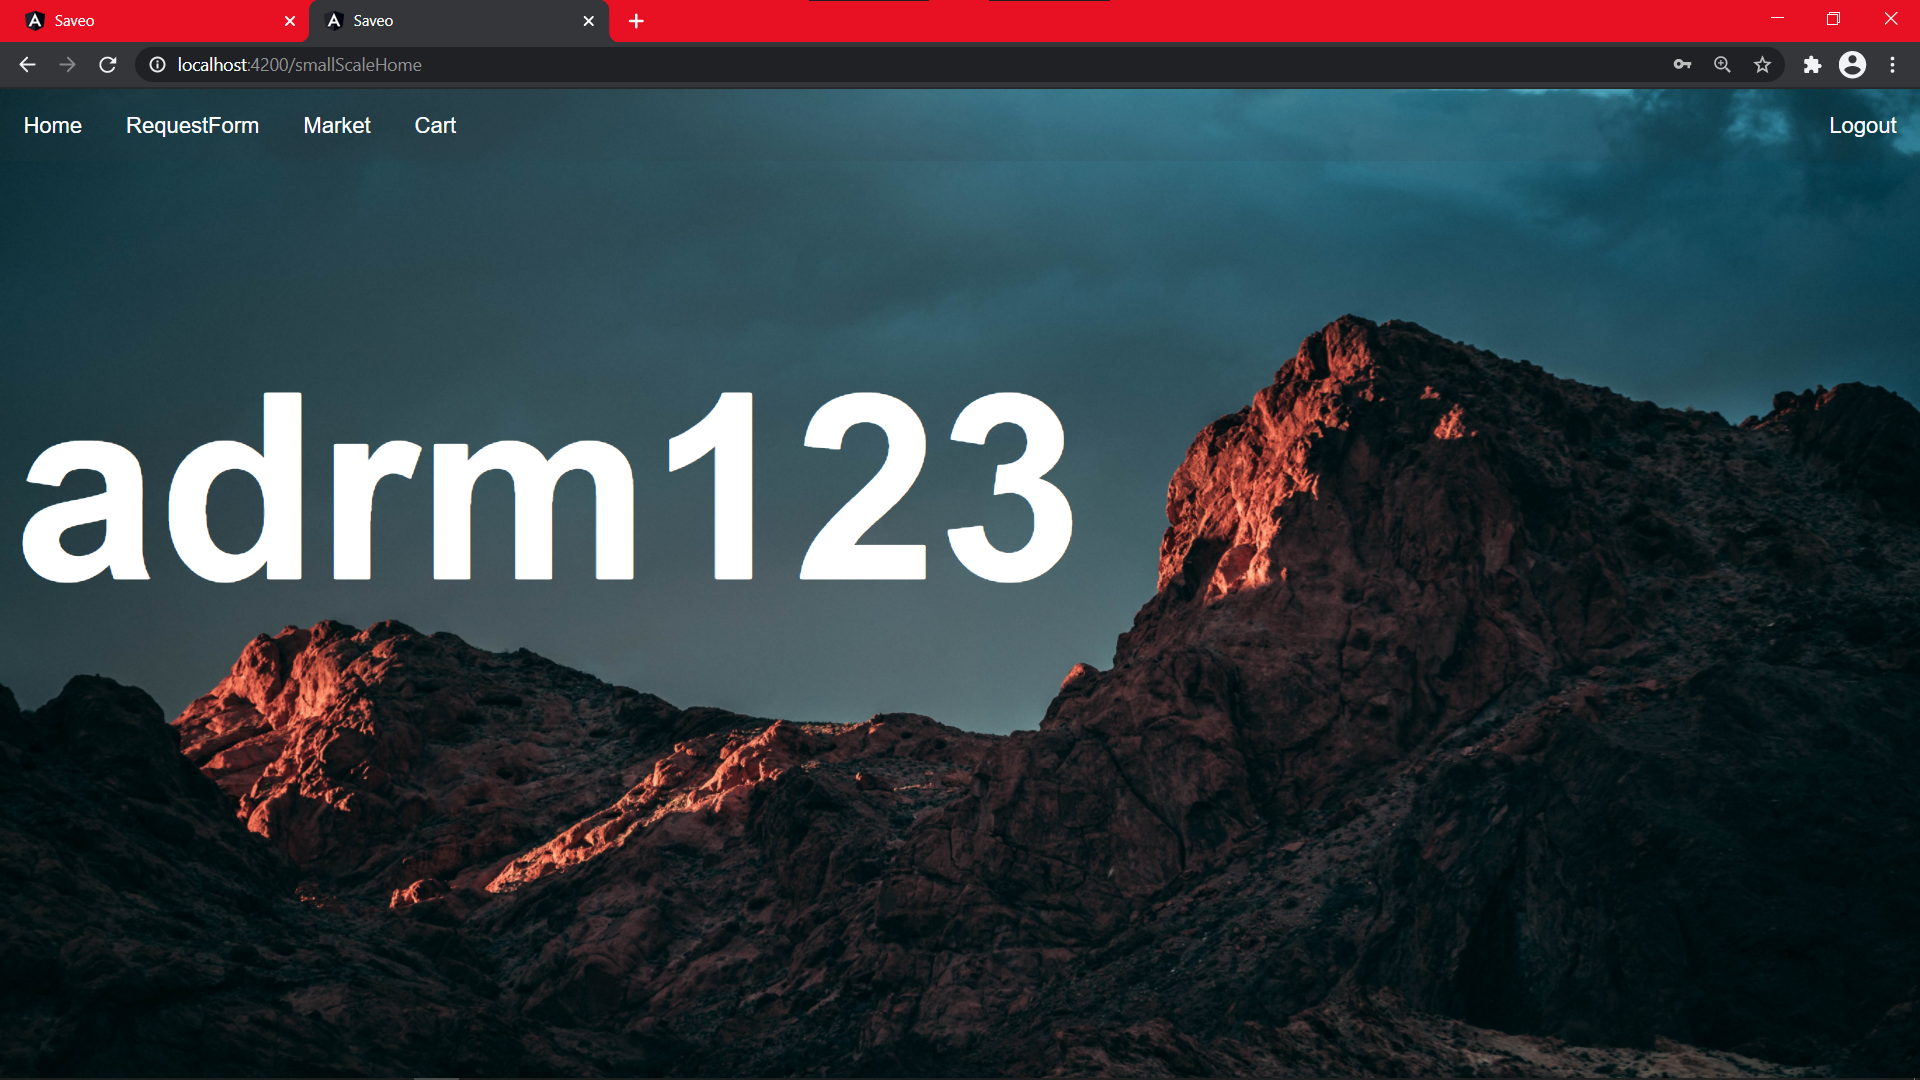 Saveo
Saveo
localhost:4200/smallScaleHome
Home RequestForm Market Cart Logout
adrm123